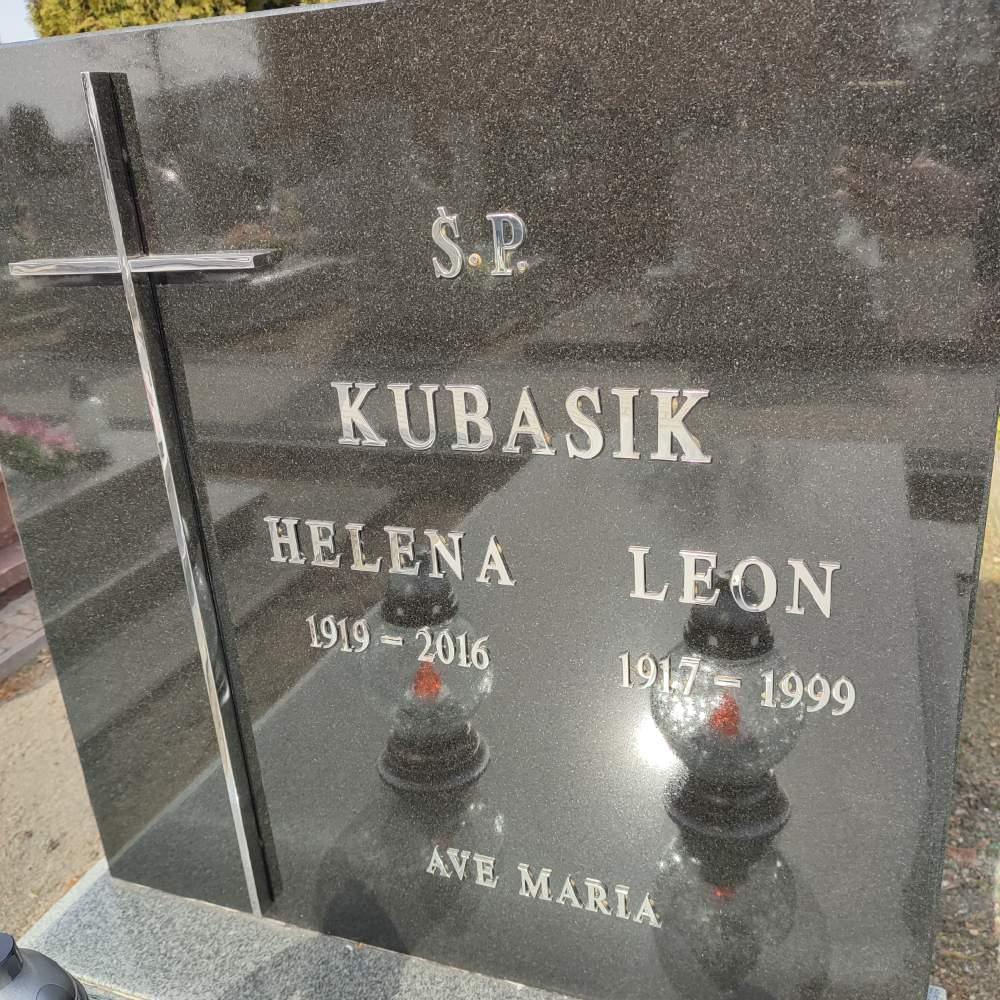 Ś.P.
KUBASIK
HELENA LEON
1919 - 2016 1917 - 1999
AVE MARIA